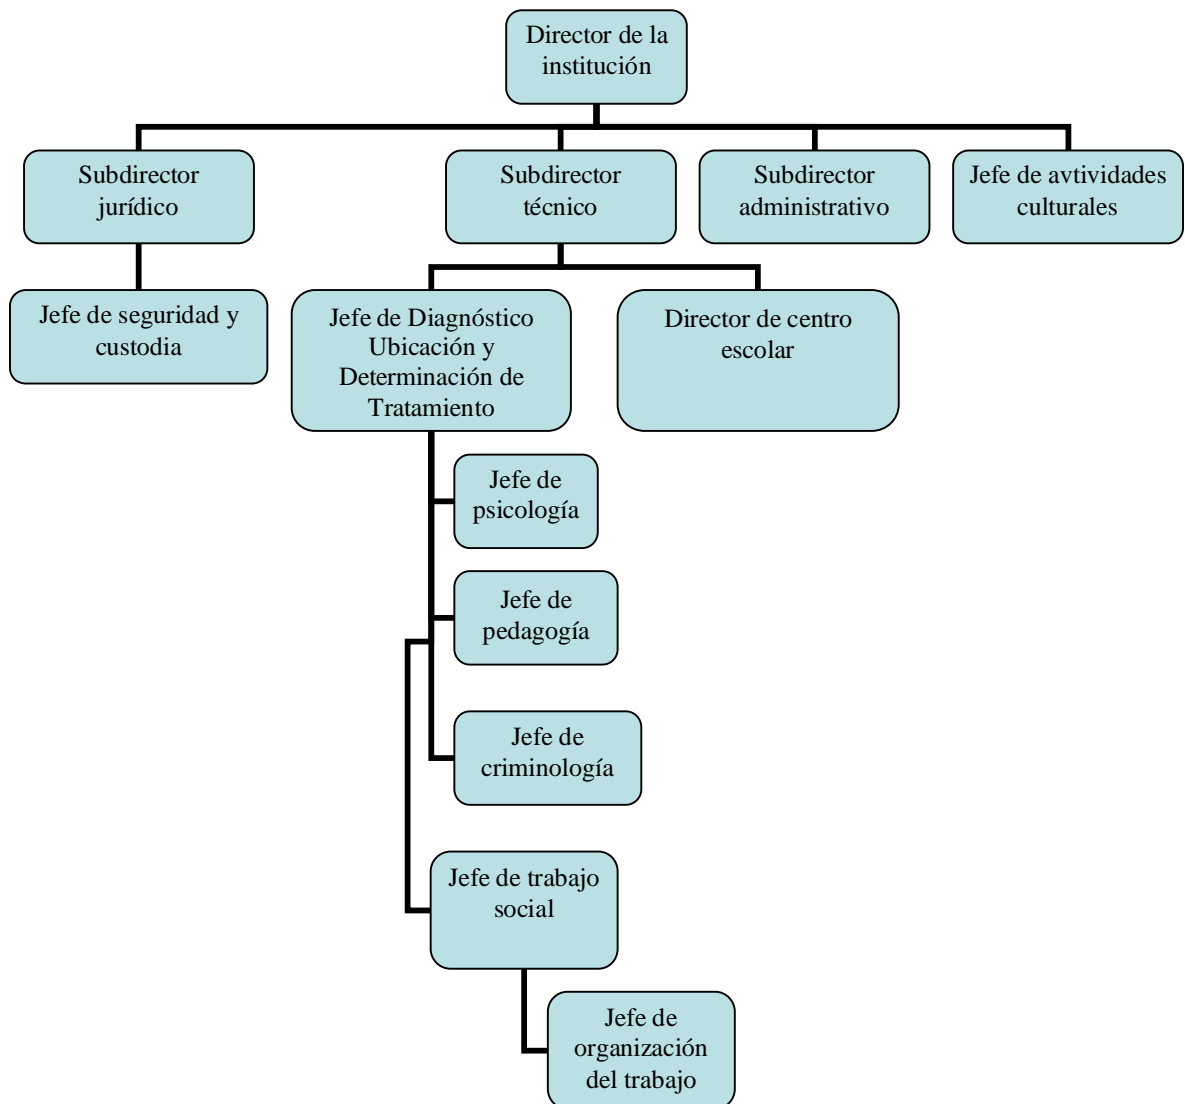 Director de la
institución
Subdirector
jurídico
Subdirector
técnico
Subdirector
administrativo
Jefe de avtividades
culturales
Jefe de seguridad y
custodia
Jefe de Diagnóstico
Ubicación y
Determinación de
Tratamiento
Director de centro
escolar
Jefe de
psicología
Jefe de
pedagogía
Jefe de
criminología
Jefe de trabajo
social
Jefe de
organización
del trabajo